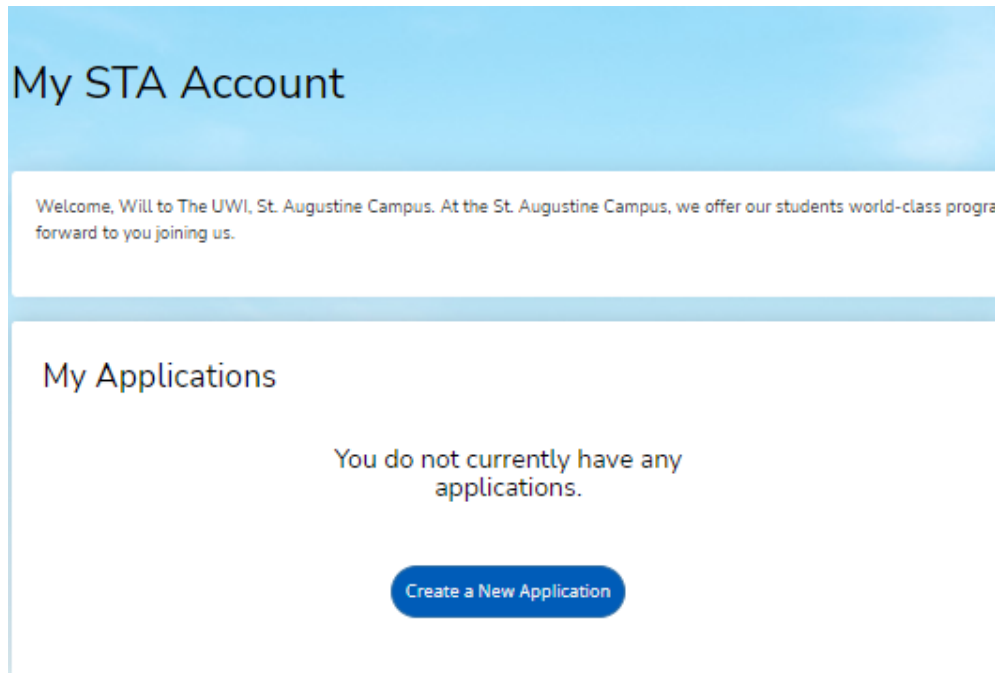 My STA Account
Welcome, Will to The UWI, St. Augustine Campus. At the St. Augustine Campus, we offer our students world-class
forward to you joining us.
My Applications
You do not currently have any
applications.
Create a New Application